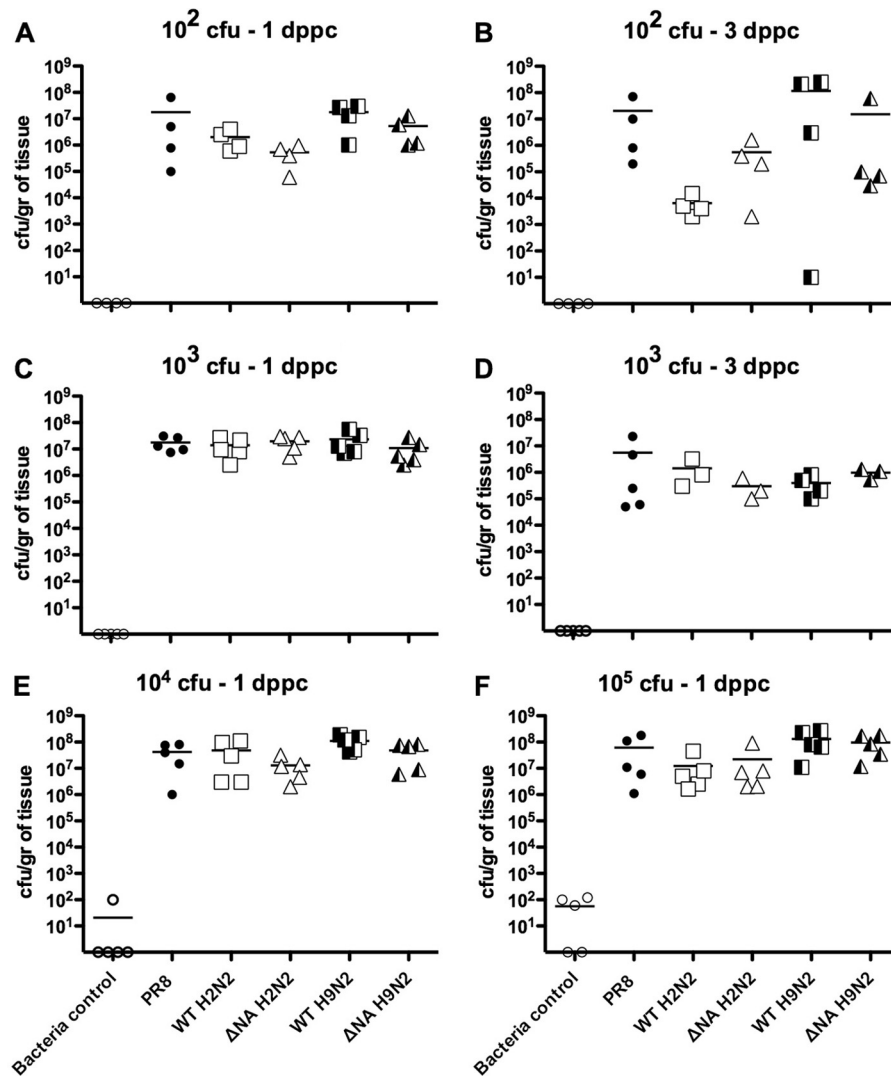 A
10² cfu - 1 dppc
cfu/gr of tissue
10⁹
10⁸
10⁷
10⁶
10⁵
10⁴
10³
10²
10¹
B
10² cfu - 3 dppc
cfu/gr of tissue
10⁹
10⁸
10⁷
10⁶
10⁵
10⁴
10³
10²
10¹
C
10³ cfu - 1 dppc
cfu/gr of tissue
10⁹
10⁸
10⁷
10⁶
10⁵
10⁴
10³
10²
10¹
D
10³ cfu - 3 dppc
cfu/gr of tissue
10⁹
10⁸
10⁷
10⁶
10⁵
10⁴
10³
10²
10¹
E
10⁴ cfu - 1 dppc
cfu/gr of tissue
10⁹
10⁸
10⁷
10⁶
10⁵
10⁴
10³
10²
10¹
Bacteria control
PR8
WT H2N2
ΔNA H2N2
WT H9N2
ΔNA H9N2
F
10⁵ cfu - 1 dppc
cfu/gr of tissue
10⁹
10⁸
10⁷
10⁶
10⁵
10⁴
10³
10²
10¹
Bacteria control
PR8
WT H2N2
ΔNA H2N2
WT H9N2
ΔNA H9N2